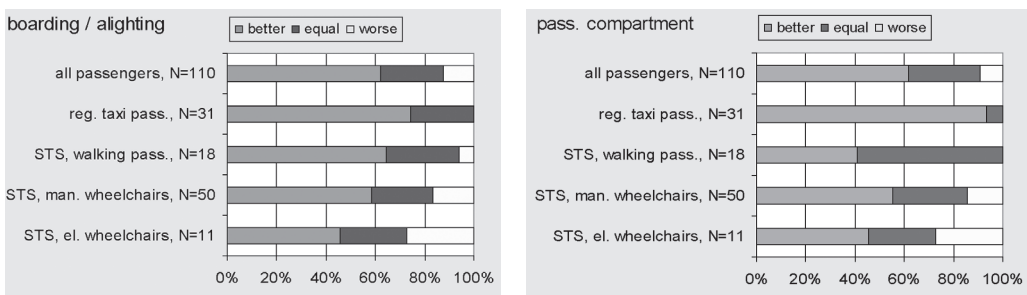 boarding / alighting
better equal worse
all passengers, N=110
reg. taxi pass., N=31
STS, walking pass., N=18
STS, man. wheelchairs, N=50
STS, el. wheelchairs, N=11
0% 20% 40% 60% 80% 100%
pass. compartment
better equal worse
all passengers, N=110
reg. taxi pass., N=31
STS, walking pass., N=18
STS, man. wheelchairs, N=50
STS, el. wheelchairs, N=11
0% 20% 40% 60% 80% 100%